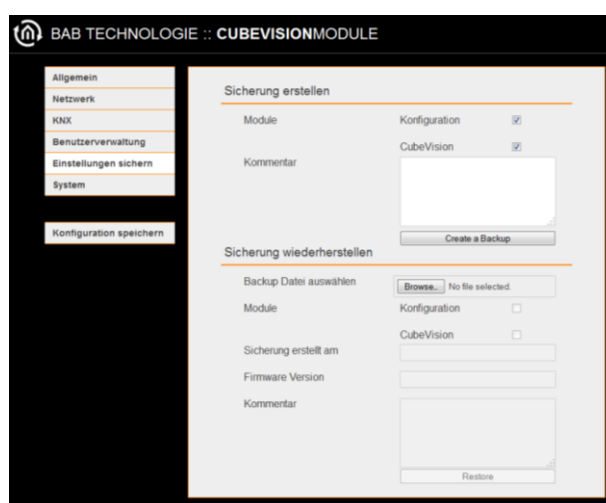 BAB TECHNOLOGIE :: CUBEVISIONMODULE
Allgemein
Netzwerk
KNX
Benutzerverwaltung
Einstellungen sichern
System
Konfiguration speichern
Sicherung erstellen
Module
Konfiguration
CubeVision
Kommentar
Create a Backup
Sicherung wiederherstellen
Backup Datei auswählen
Browse.. No file selected.
Module
Konfiguration
CubeVision
Sicherung erstellt am
Firmware Version
Kommentar
Restore